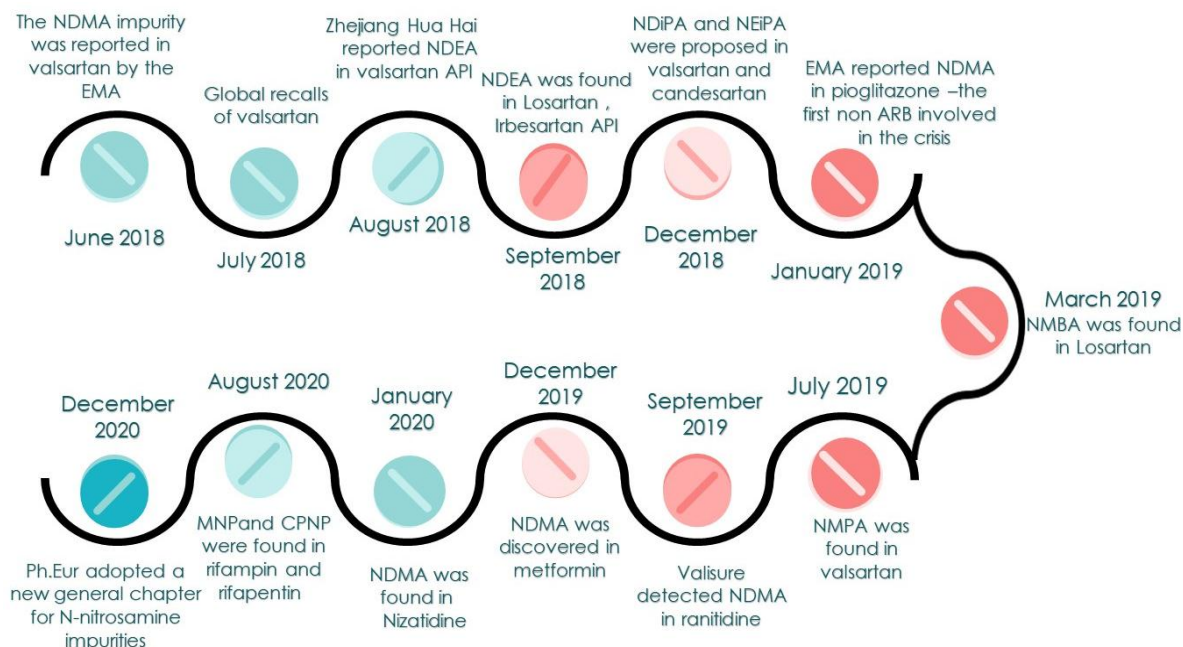 The NDMA impurity
was reported in
valsartan by the
EMA
June 2018
Global recalls
of valsartan
July 2018
Zhejiang Hua Hai
reported NDEA
in valsartan API
August 2018
NDEA was found
in Losartan ,
Irbesartan API
September
2018
NDiPA and NEiPA
were proposed in
valsartan and
candesartan
December
2018
EMA reported NDMA
in pioglitazone –the
first non ARB involved
in the crisis
January 2019
March 2019
NMBA was found
in Losartan
July 2019
NMPA was
found in
valsartan
September
2019
Valisure
detected NDMA
in ranitidine
December
2019
NDMA was
discovered in
metformin
January
2020
NDMA was
found in
Nizatidine
August 2020
MNPand CPNP
were found in
rifampin and
rifapentin
December
2020
Ph.Eur adopted a
new general chapter
for N-nitrosamine
impurities